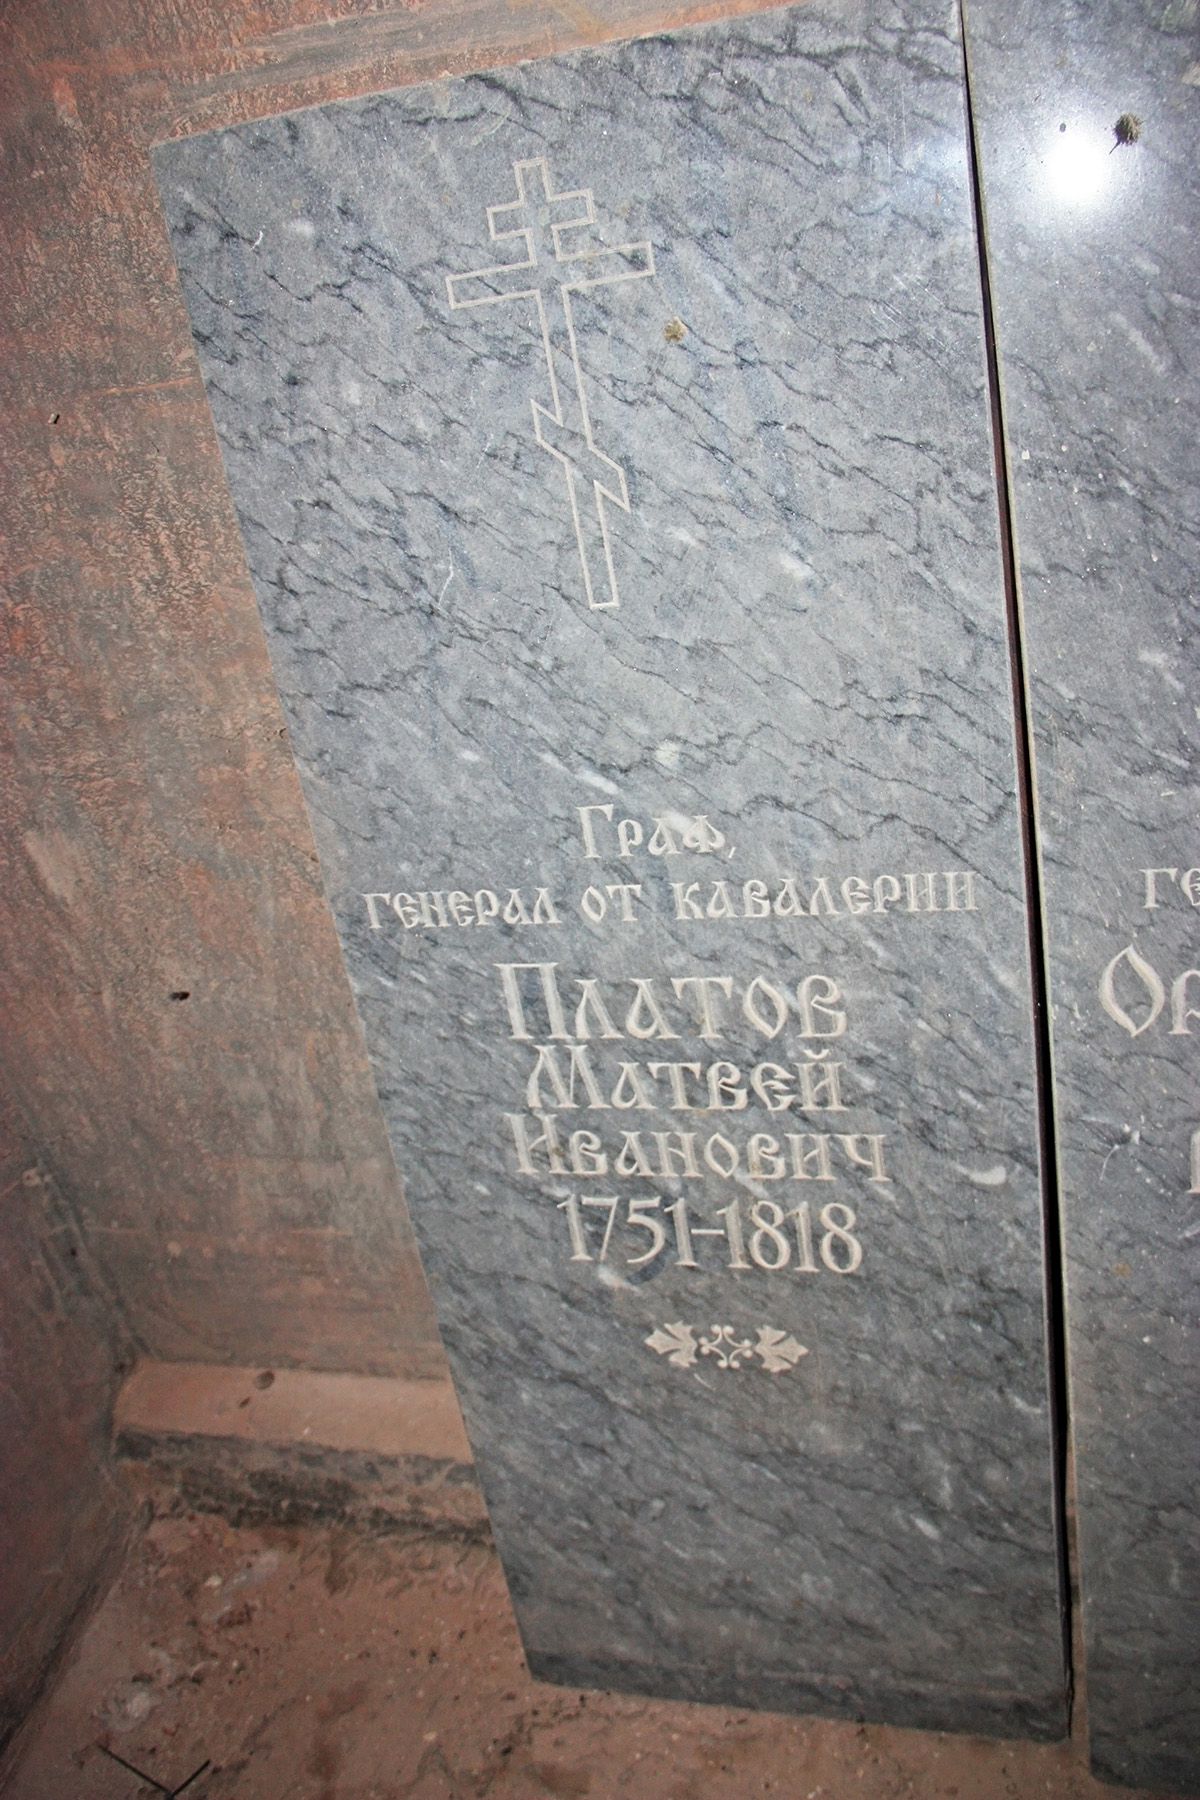 Граф,
генерал от кавалерии
Платов
Матвей
Иванович
1751–1818